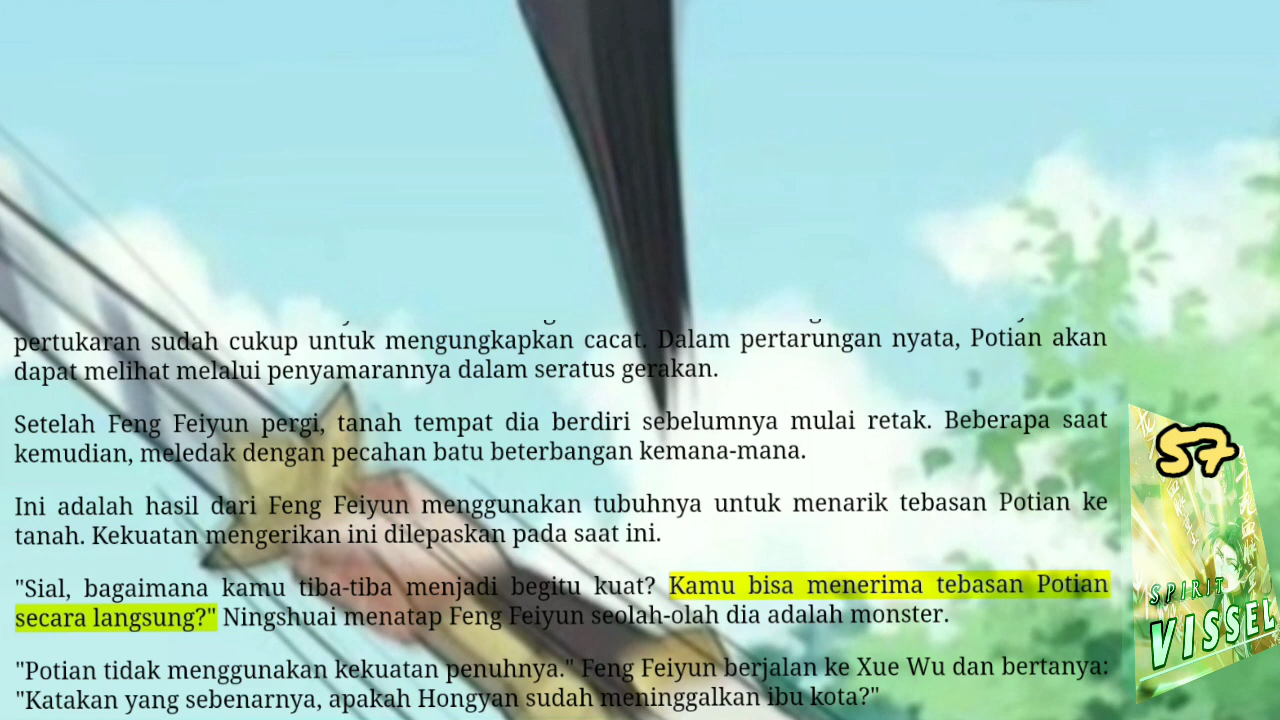 pertukaran sudah cukup untuk mengungkapkan cacat. Dalam pertarungan nyata, Potian akan
dapat melihat melalui penyamarannya dalam seratus gerakan.
Setelah Feng Feiyun pergi, tanah tempat dia berdiri sebelumnya mulai retak. Beberapa saat
kemudian, meledak dengan pecahan batu beterbangan kemana-mana.
Ini adalah hasil dari Feng Feiyun menggunakan tubuhnya untuk menarik tebasan Potian ke
tanah. Kekuatan mengerikan ini dilepaskan pada saat ini.
"Sial, bagaimana kamu tiba-tiba menjadi begitu kuat? Kamu bisa menerima tebasan Potian
secara langsung?" Ningshuai menatap Feng Feiyun seolah-olah dia adalah monster.
"Potian tidak menggunakan kekuatan penuhnya." Feng Feiyun berjalan ke Xue Wu dan bertanya:
"Katakan yang sebenarnya, apakah Hongyan sudah meninggalkan ibu kota?"
57
SPIRIT
VISSEL